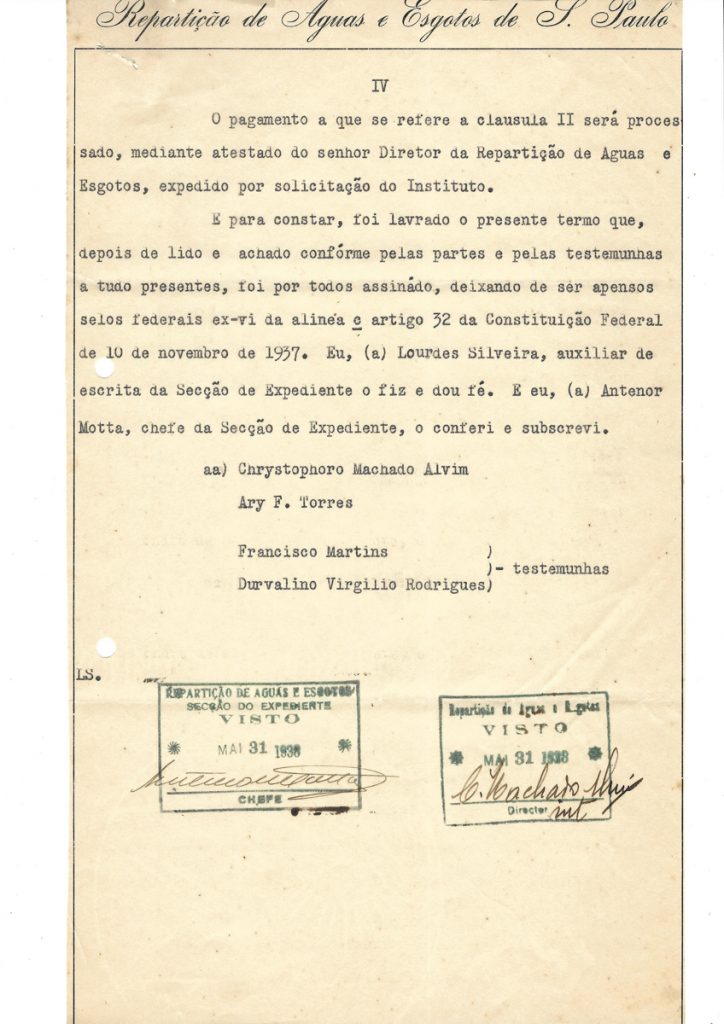 Repartição de Aguas e Esgotos de S. Paulo
IV
O pagamento a que se refere a clausula II será proces
sado, mediante atestado do senhor Diretor da Repartição de Aguas e
Esgotos, expedido por solicitação do Instituto.
E para constar, foi lavrado o presente termo que,
depois de lido e achado confórme pelas partes e pelas testemunhas
a tudo presentes, foi por todos assinádo, deixando de ser apensos
selos federais ex-vi da alinéa c artigo 32 da Constituição Federal
de 10 de novembro de 1937. Eu, (a) Lourdes Silveira, auxiliar de
escrita da Secção de Expediente o fiz e dou fé. E eu, (a) Antenor
Motta, chefe da Secção de Expediente, o conferi e subscrevi.
aa) Chrystophoro Machado Alvim
Ary F. Torres
Francisco Martins )
)- testemunhas
Durvalino Virgilio Rodrigues)
LS.
REPARTIÇÃO DE AGUAS E ESGOTOS
SECÇÃO DO EXPEDIENTE
VISTO
MAI 31 1938
CHEFE
Repartição de Aguas e Esgotos
VISTO
MAI 31 1938
C. Machado Alvim
Director
int